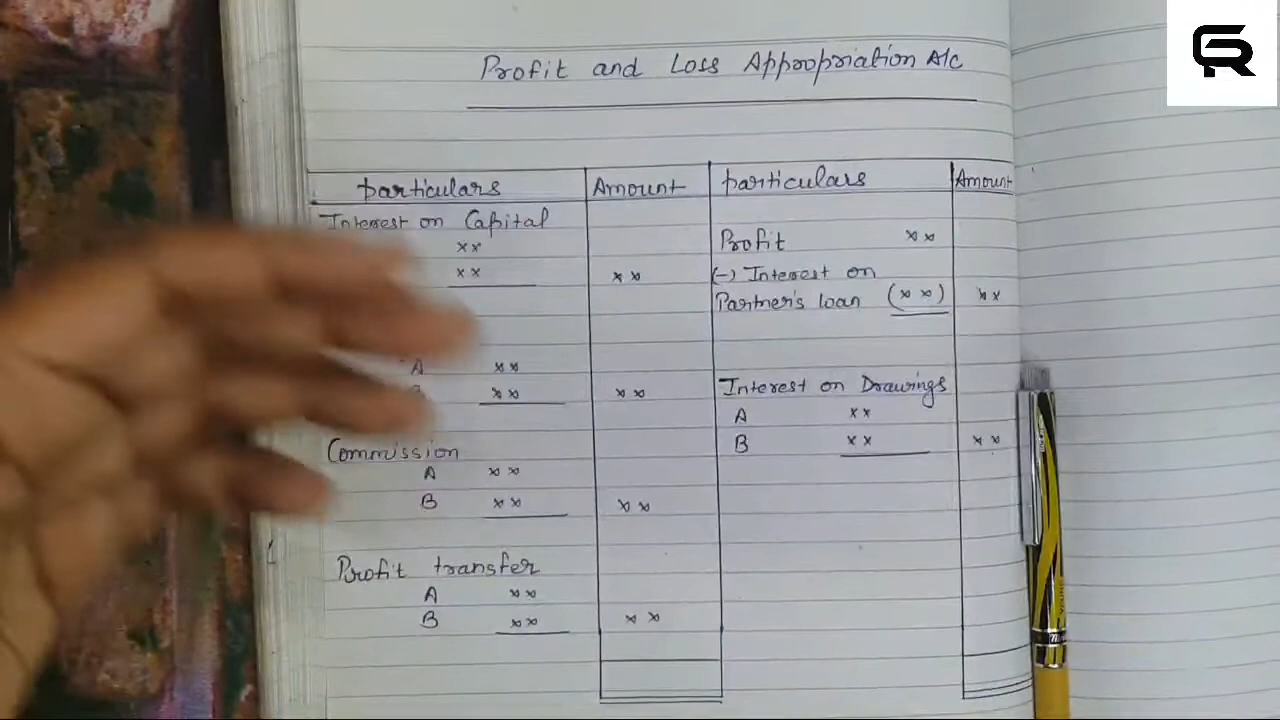 GR
Profit and Loss Appropriation A/c
particulars Amount particulars Amount
Interest on Capital
xx
xx xx
A xx
xx xx
Commission
A xx
B xx xx
Profit transfer
A xx
B xx xx
Profit xx
(-) Interest on
Partner's loan (xx) xx
Interest on Drawings
A xx
B xx xx